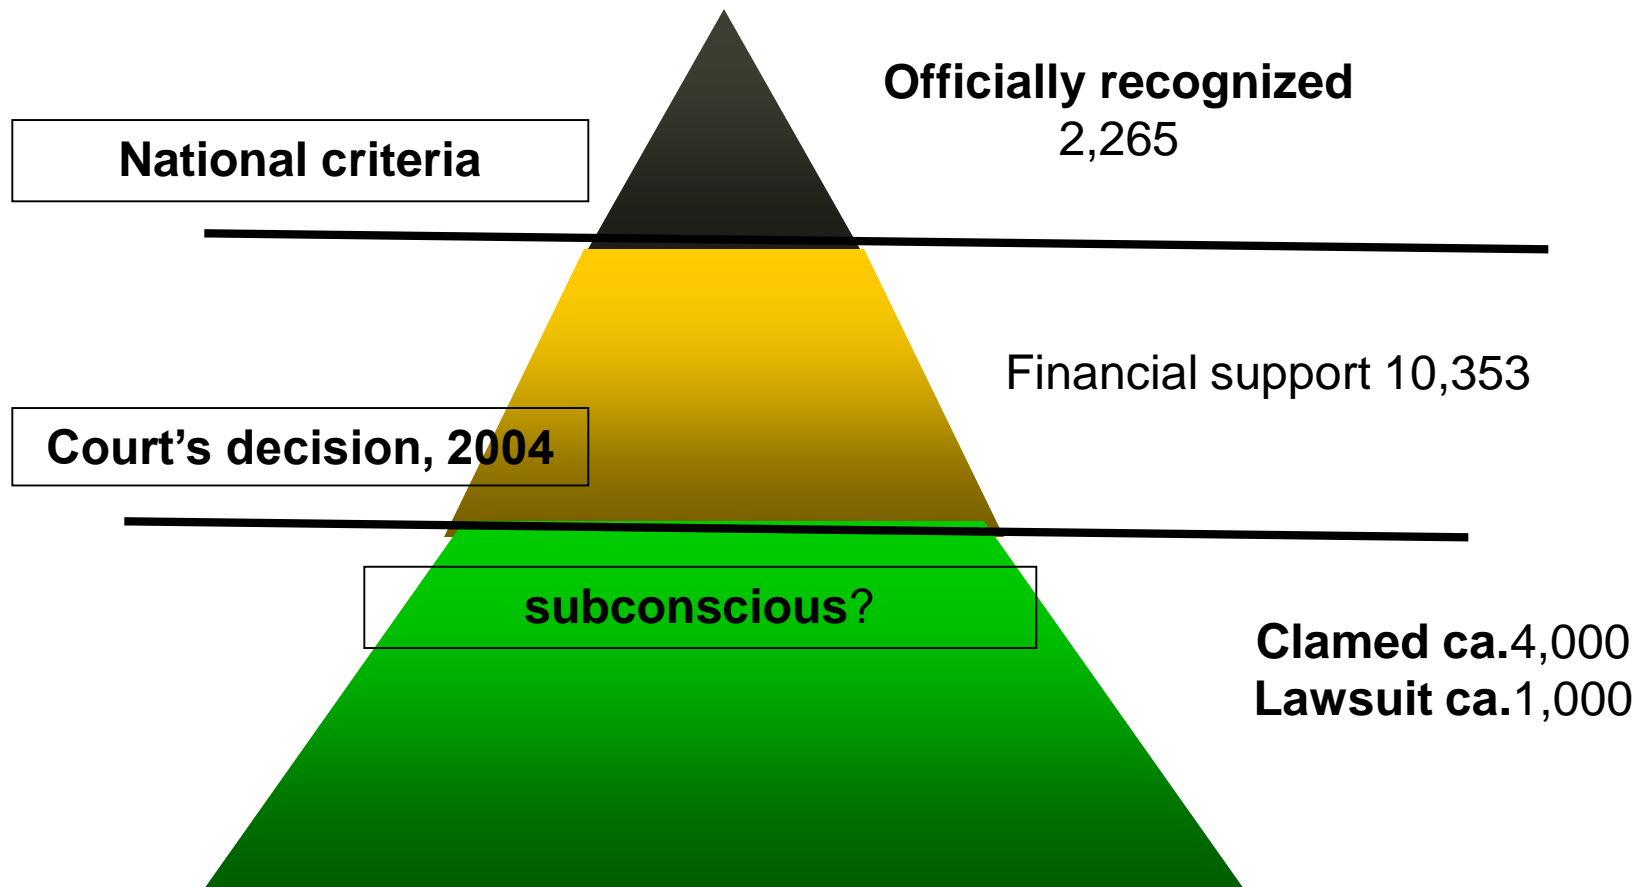 Officially recognized
2,265
National criteria
Financial support 10,353
Court’s decision, 2004
subconscious?
Clamed ca.4,000
Lawsuit ca.1,000